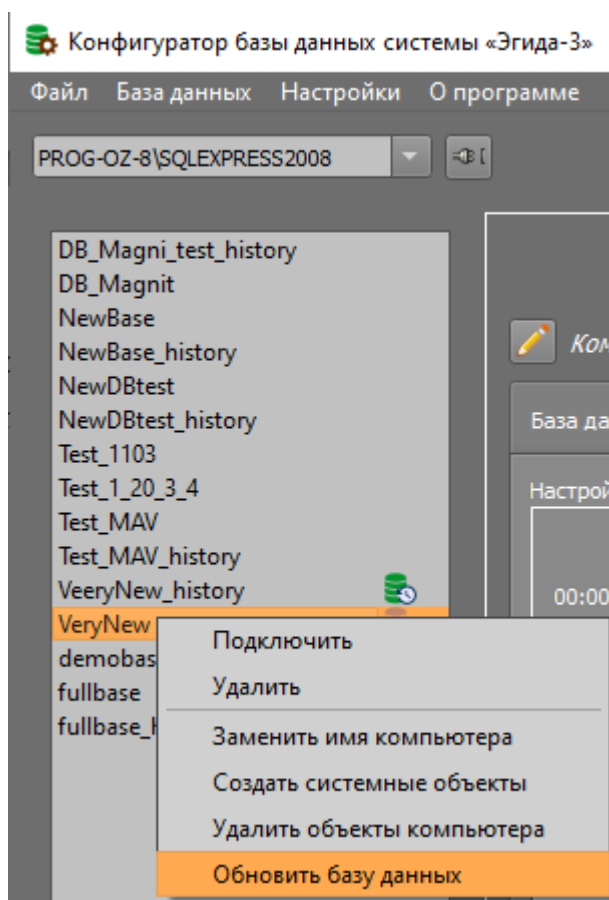 Конфигуратор базы данных системы «Эгида-3»
Файл База данных Настройки О программе
PROG-OZ-8\SQLEXPRESS2008
DB_Magni_test_history
DB_Magnit
NewBase
NewBase_history
NewDBtest
NewDBtest_history
Test_1103
Test_1_20_3_4
Test_MAV
Test_MAV_history
VeeryNew_history
VeryNew
demobas
fullbase
fullbase_h
Ком
База да
Настрой
00:00
Подключить
Удалить
Заменить имя компьютера
Создать системные объекты
Удалить объекты компьютера
Обновить базу данных